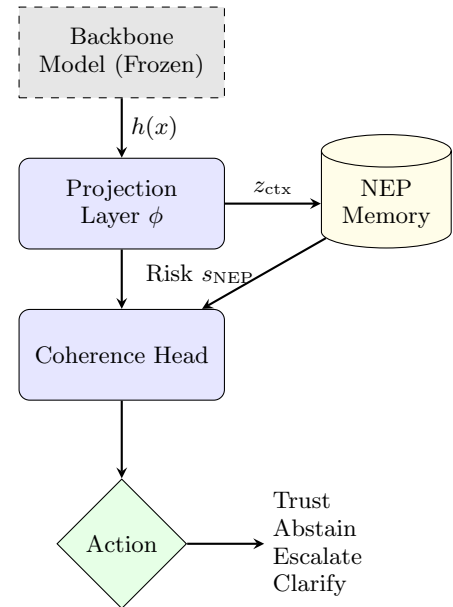 Backbone
Model (Frozen)
h(x)
Projection
Layer ϕ
z_ctx
NEP
Memory
Risk s_NEP
Coherence Head
Action
Trust
Abstain
Escalate
Clarify